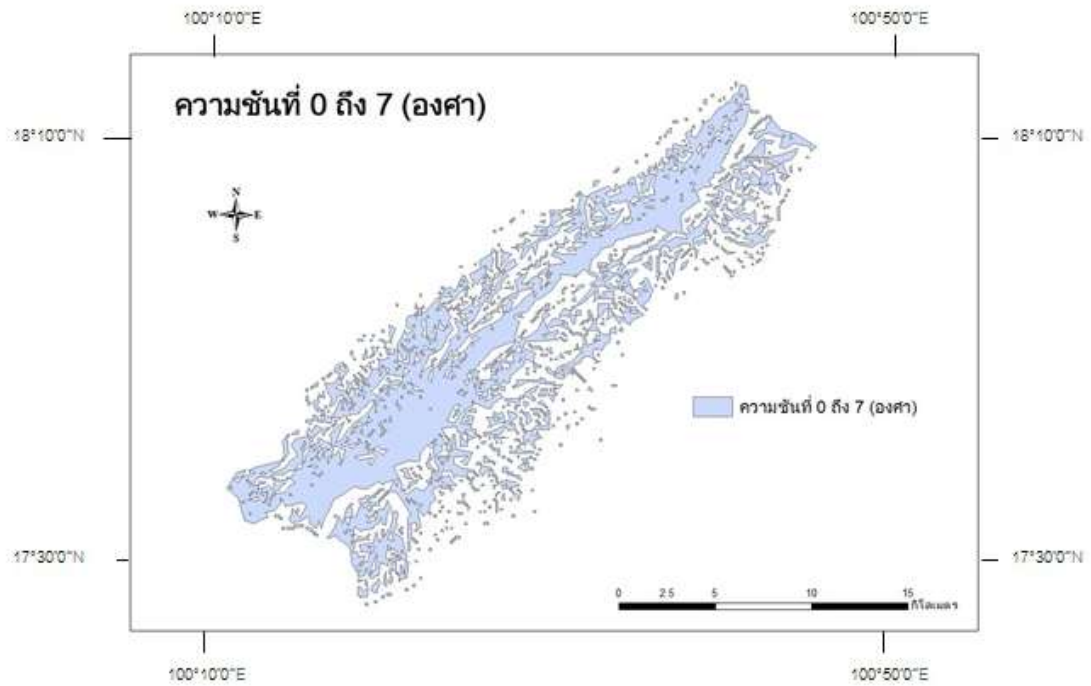 100°10'0"E 100°50'0"E
ความชันที่ 0 ถึง 7 (องศา)
18°10'0"N 18°10'0"N
N
W E
S
ความชันที่ 0 ถึง 7 (องศา)
17°30'0"N 17°30'0"N
0 2.5 5 10 15
กิโลเมตร
100°10'0"E 100°50'0"E